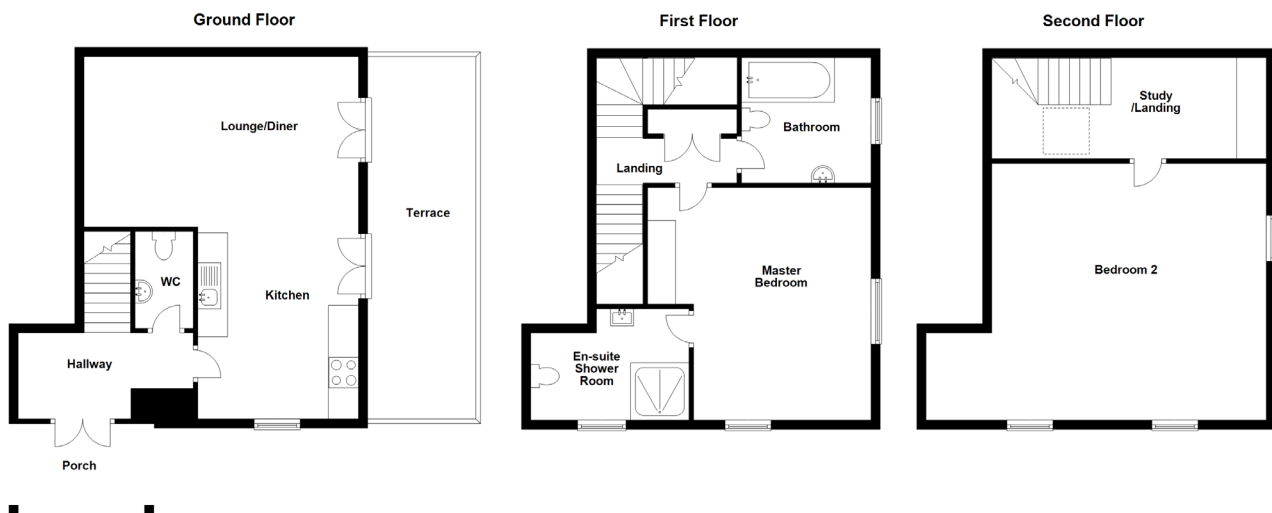 Ground Floor
Lounge/Diner
Terrace
WC
Kitchen
Hallway
Porch
First Floor
Bathroom
Landing
Master
Bedroom
En-suite
Shower
Room
Second Floor
Study
/Landing
Bedroom 2